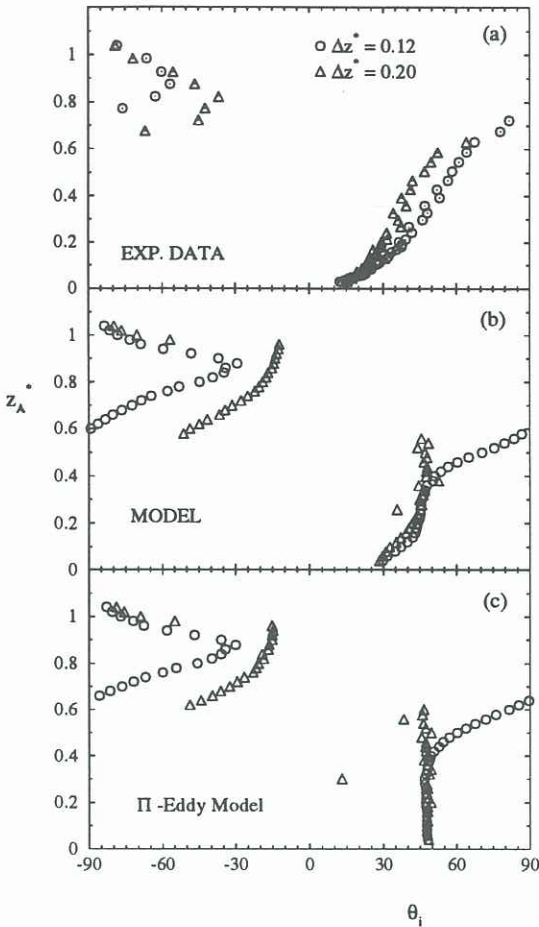 (a)
○ Δz* = 0.12
△ Δz* = 0.20
EXP. DATA
1
0.8
0.6
0.4
0.2
0
(b)
MODEL
1
0.8
0.6
0.4
0.2
0
z_A*
(c)
Π -Eddy Model
1
0.8
0.6
0.4
0.2
0
-90 -60 -30 0 30 60 90
θ_i